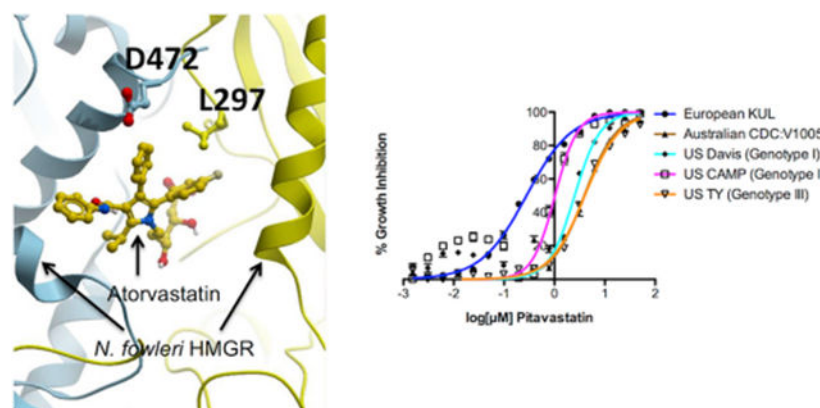 D472
L297
Atorvastatin
N. fowleri HMGR
% Growth Inhibition
100
80
60
40
20
0
-3
-2
-1
0
1
2
log[µM] Pitavastatin
European KUL
Australian CDC:V1005
US Davis (Genotype I)
US CAMP (Genotype I
US TY (Genotype III)